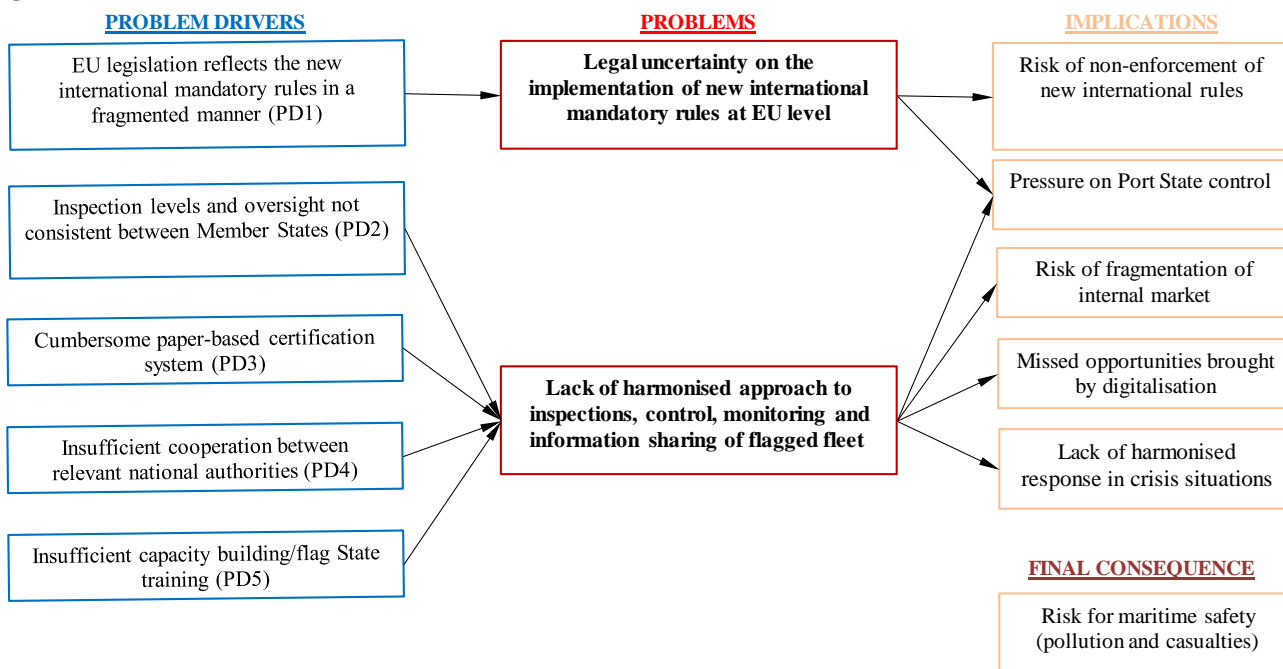 PROBLEM DRIVERS
EU legislation reflects the new
international mandatory rules in a
fragmented manner (PD1)
Inspection levels and oversight not
consistent between Member States (PD2)
Cumbersome paper-based certification
system (PD3)
Insufficient cooperation between
relevant national authorities (PD4)
Insufficient capacity building/flag State
training (PD5)
PROBLEMS
Legal uncertainty on the
implementation of new international
mandatory rules at EU level
Lack of harmonised approach to
inspections, control, monitoring and
information sharing of flagged fleet
IMPLICATIONS
Risk of non-enforcement of
new international rules
Pressure on Port State control
Risk of fragmentation of
internal market
Missed opportunities brought
by digitalisation
Lack of harmonised
response in crisis situations
FINAL CONSEQUENCE
Risk for maritime safety
(pollution and casualties)